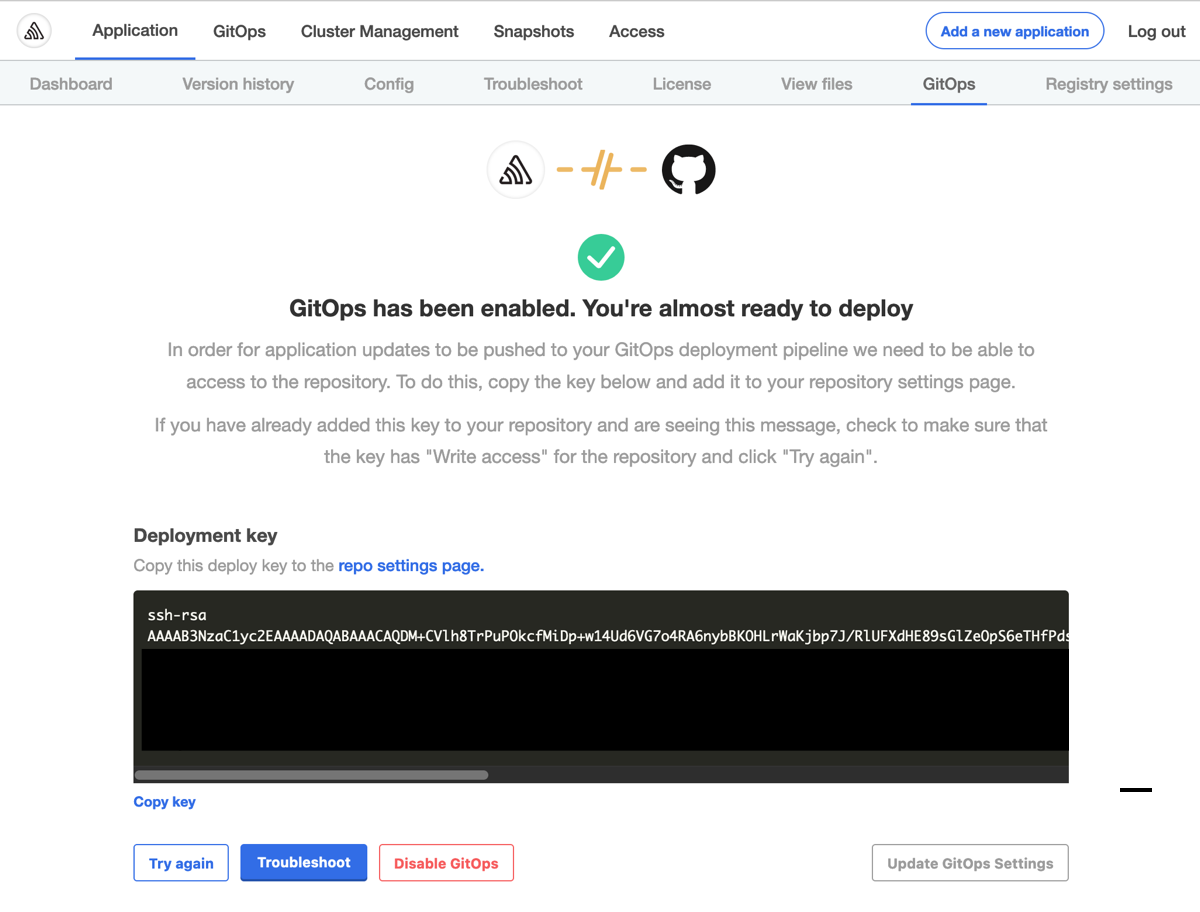 Application
GitOps
Cluster Management
Snapshots
Access
Add a new application
Log out
Dashboard
Version history
Config
Troubleshoot
License
View files
GitOps
Registry settings
GitOps has been enabled. You're almost ready to deploy
In order for application updates to be pushed to your GitOps deployment pipeline we need to be able to
access to the repository. To do this, copy the key below and add it to your repository settings page.
If you have already added this key to your repository and are seeing this message, check to make sure that
the key has "Write access" for the repository and click "Try again".
Deployment key
Copy this deploy key to the repo settings page.
ssh-rsa
AAAAB3NzaC1yc2EAAAADAQABAAACAQDM+CVlh8TrPuPOkcfMiDp+w14Ud6VG7o4RA6nybBKOHLrWaKjbp7J/RlUFXdHE89sGlZeOpS6eTHfPds
Copy key
Try again
Troubleshoot
Disable GitOps
Update GitOps Settings